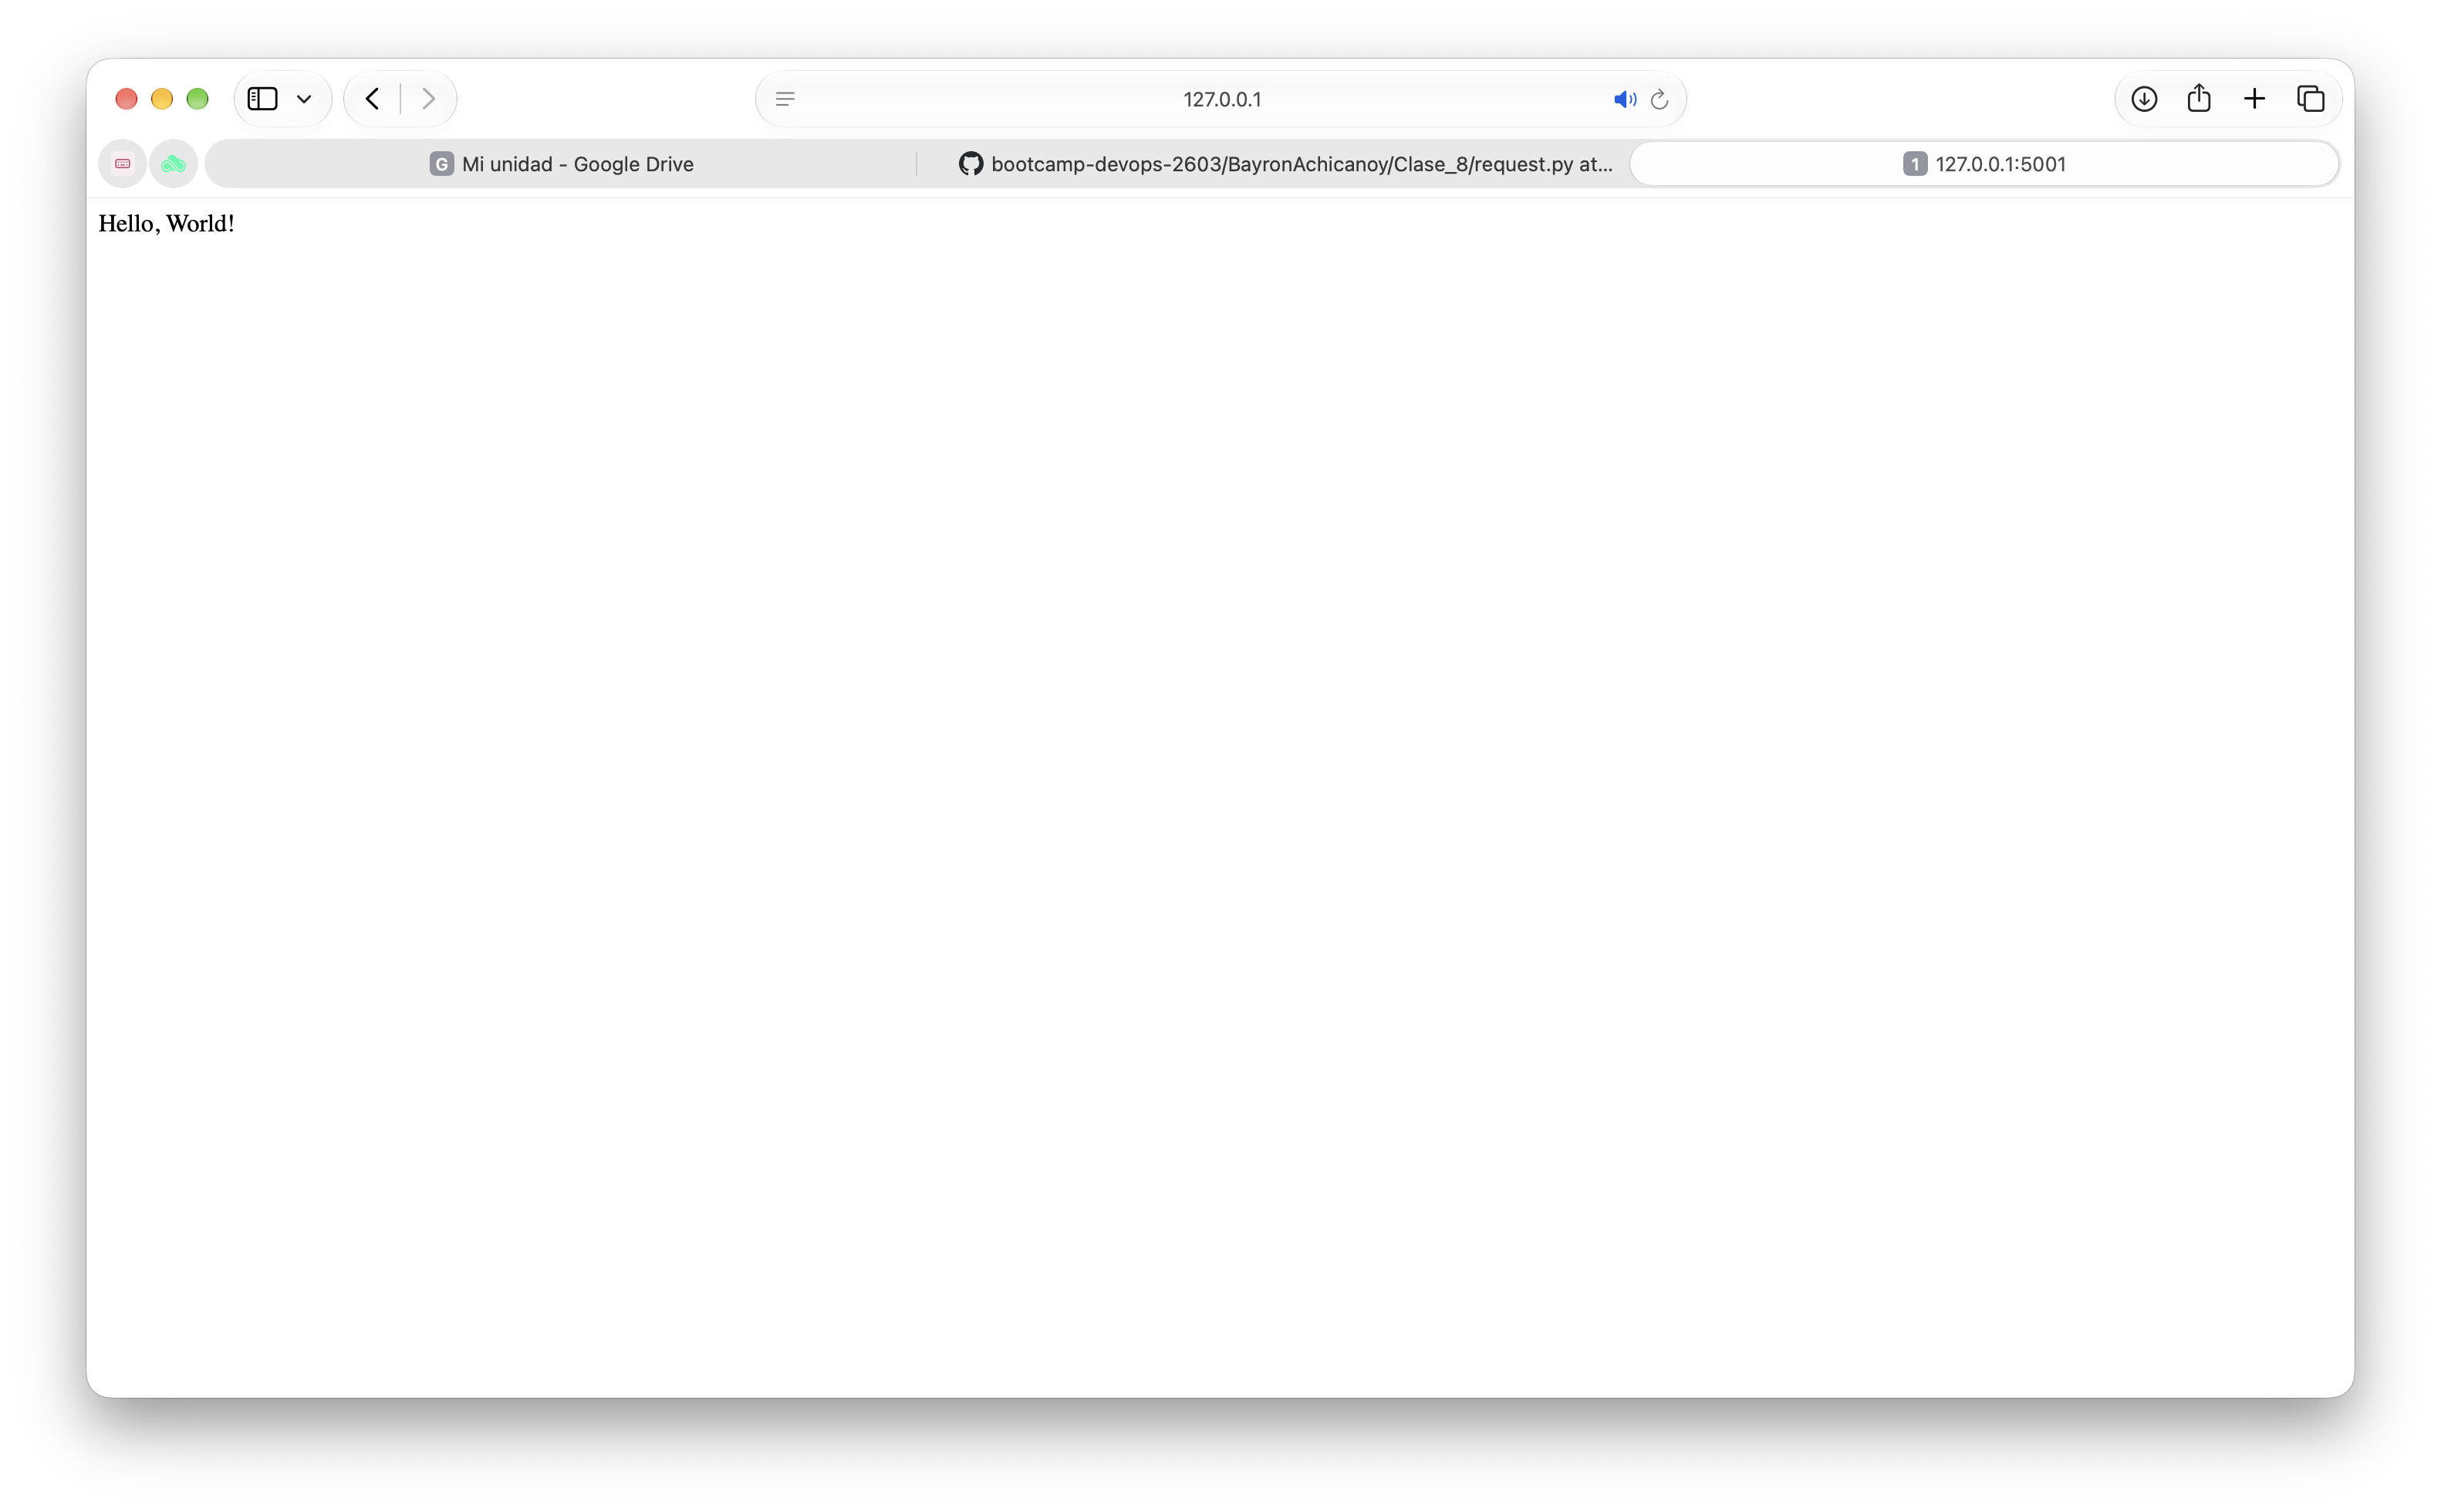 127.0.0.1
G Mi unidad - Google Drive
bootcamp-devops-2603/BayronAchicanoy/Clase_8/request.py at...
1 127.0.0.1:5001
Hello, World!